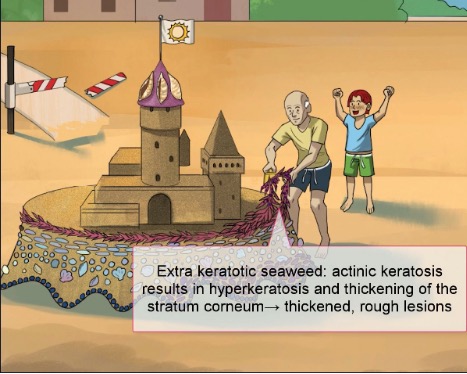 Extra keratotic seaweed: actinic keratosis
results in hyperkeratosis and thickening of the
stratum corneum→ thickened, rough lesions